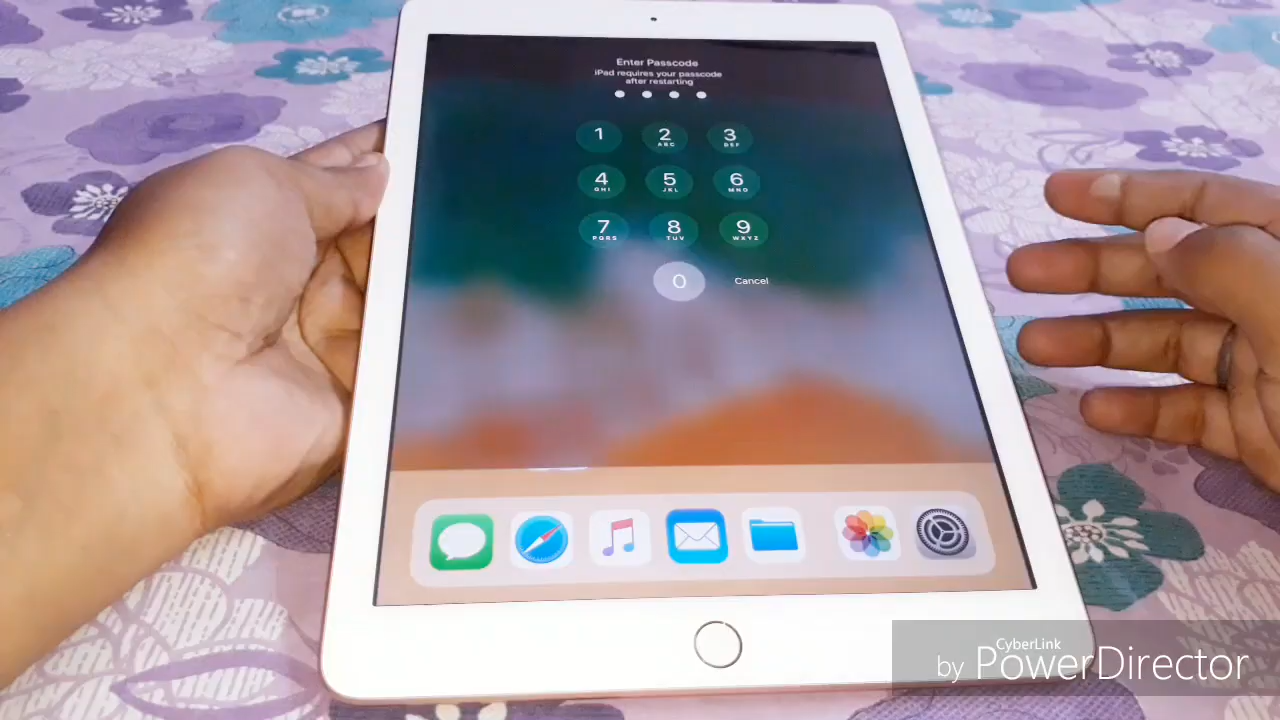 Enter Passcode
iPad requires your passcode
after restarting
1 2 3
ABC DEF
4 5 6
GHI JKL MNO
7 8 9
PQRS TUV WXYZ
0 Cancel
CyberLink
by PowerDirector